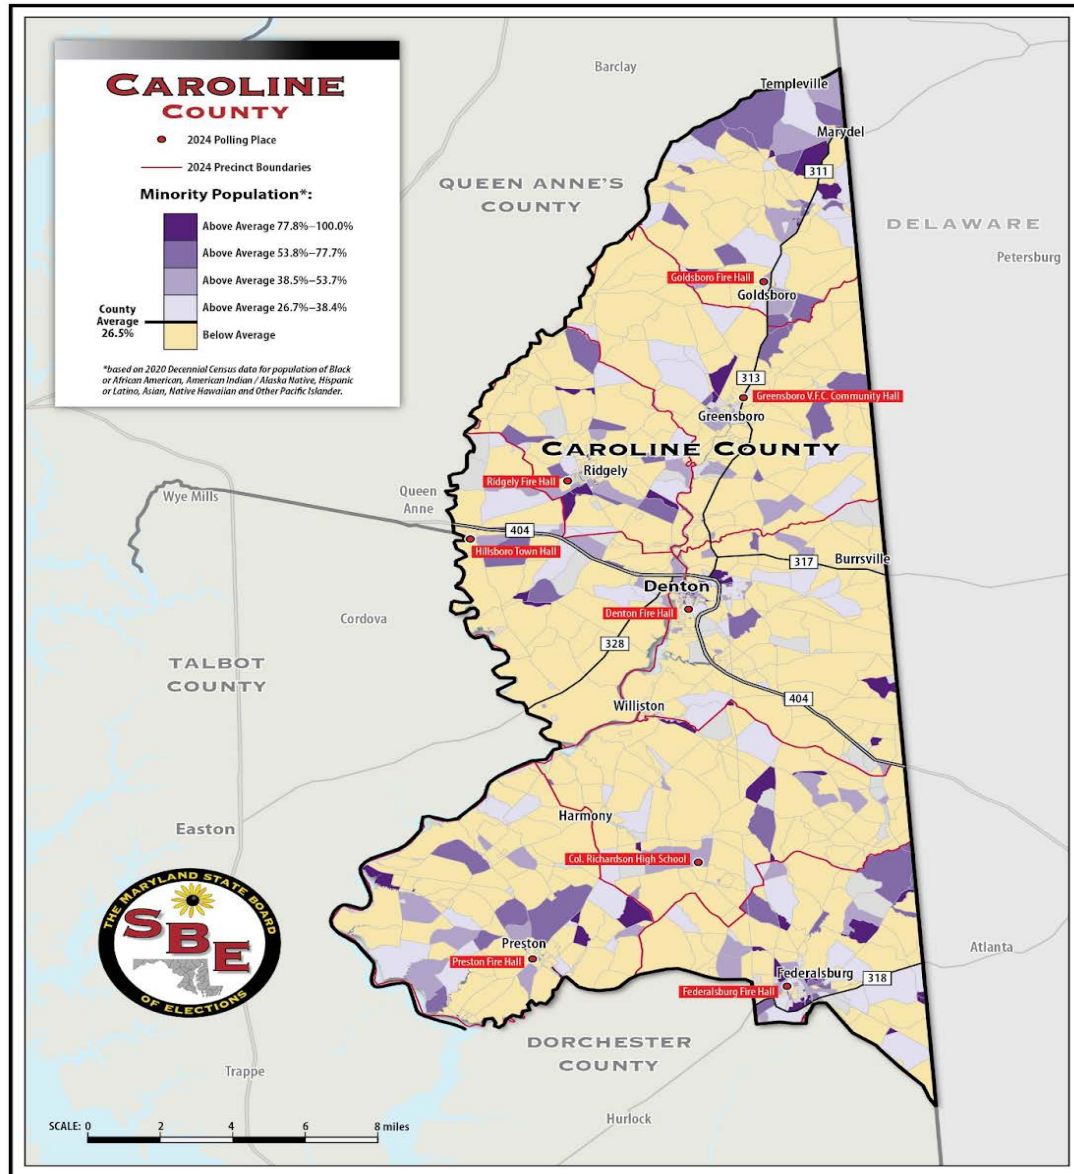 CAROLINE
COUNTY
2024 Polling Place
2024 Precinct Boundaries
Minority Population*:
Above Average 77.8%–100.0%
Above Average 53.8%–77.7%
Above Average 38.5%–53.7%
Above Average 26.7%–38.4%
County
Average
26.5%
Below Average
*based on 2020 Decennial Census data for population of Black
or African American, American Indian / Alaska Native, Hispanic
or Latino, Asian, Native Hawaiian and Other Pacific Islander.
Barclay
Templeville
Marydel
311
QUEEN ANNE'S
COUNTY
DELAWARE
Petersburg
Goldsboro Fire Hall
Goldsboro
313
Greensboro V.F.C. Community Hall
Greensboro
CAROLINE COUNTY
Ridgely
Ridgely Fire Hall
Queen
Anne
Wye Mills
404
Hillsboro Town Hall
317
Burrsville
Denton
Denton Fire Hall
Cordova
328
TALBOT
COUNTY
404
Williston
Harmony
Easton
Col. Richardson High School
THE MARYLAND STATE BOARD
SBE
OF ELECTIONS
Preston
Preston Fire Hall
Atlanta
Federalsburg
318
Federalsburg Fire Hall
DORCHESTER
COUNTY
Trappe
Hurlock
SCALE: 0 2 4 6 8 miles